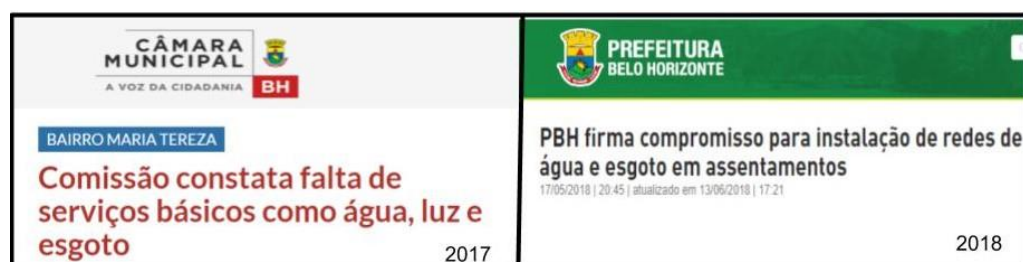 CÂMARA
MUNICIPAL
A VOZ DA CIDADANIA BH
BAIRRO MARIA TEREZA
Comissão constata falta de
serviços básicos como água, luz e
esgoto
2017
PREFEITURA
BELO HORIZONTE
PBH firma compromisso para instalação de redes de
água e esgoto em assentamentos
17/05/2018 | 20:45 | atualizado em 13/06/2018 | 17:21
2018